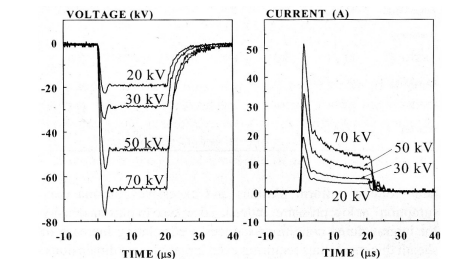 VOLTAGE (kV)
0
-20
-40
-60
-80
20 kV
30 kV
50 kV
70 kV
-10 0 10 20 30 40
TIME (μs)
CURRENT (A)
50
40
30
20
10
0
70 kV
50 kV
30 kV
20 kV
-10 0 10 20 30 40
TIME (μs)